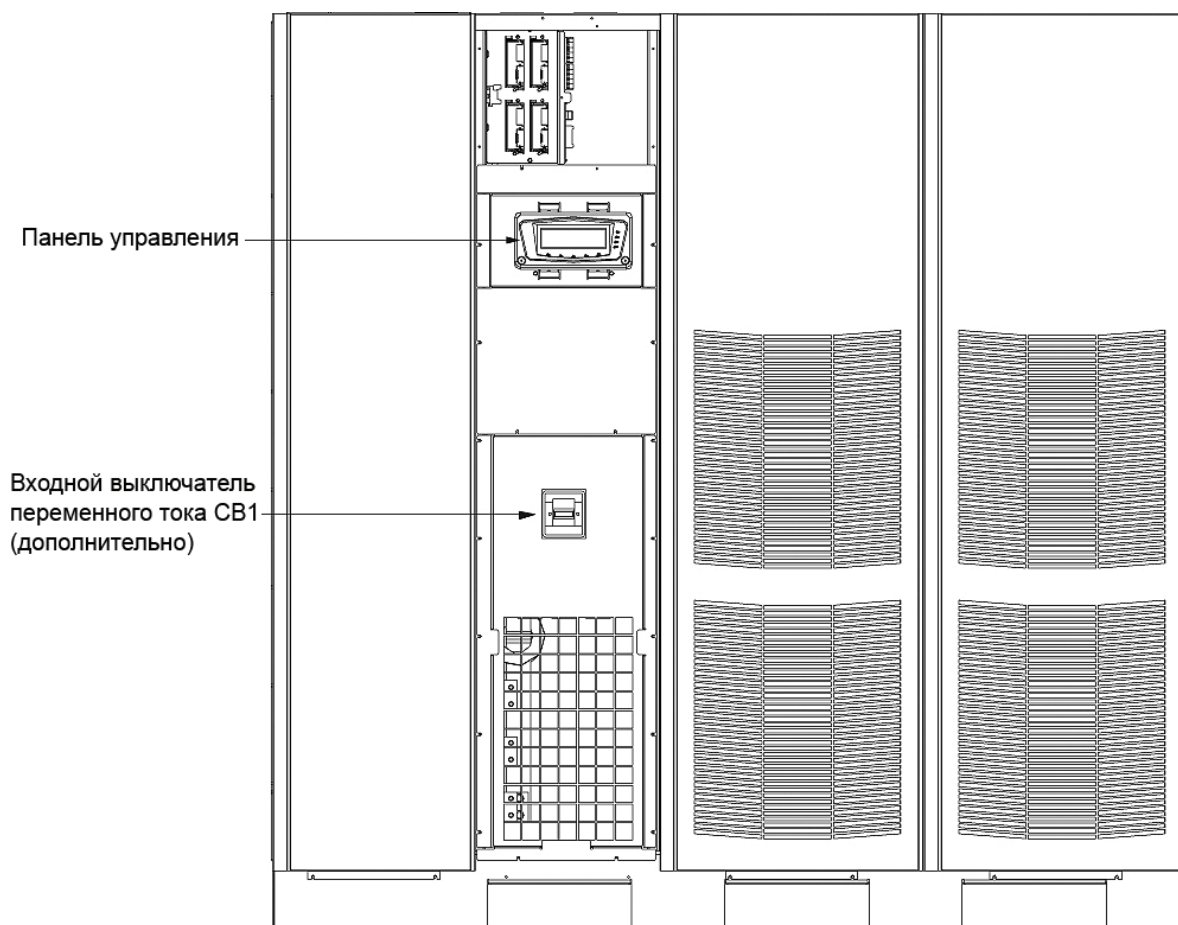 Панель управления
Входной выключатель
переменного тока CB1
(дополнительно)